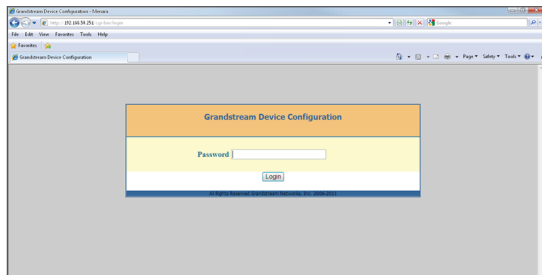 Grandstream Device Configuration -
http://192.168.54.251/cgi-bin/login
Google
File Edit View Favorites Tools Help
Favorites
Grandstream Device Configuration
Page Safety Tools
Grandstream Device Configuration
Password
Login
All Rights Reserved Grandstream Networks, Inc. 2006-2011